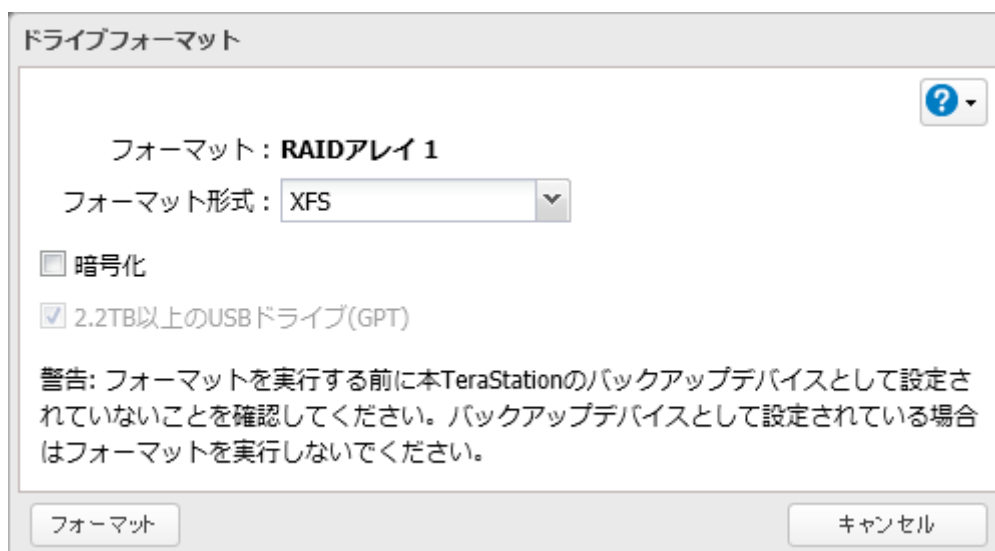 ドライブフォーマット
フォーマット：RAIDアレイ 1
フォーマット形式：XFS
暗号化
2.2TB以上のUSBドライブ(GPT)
警告: フォーマットを実行する前に本TeraStationのバックアップデバイスとして設定さ
れていないことを確認してください。バックアップデバイスとして設定されている場合
はフォーマットを実行しないでください。
フォーマット キャンセル